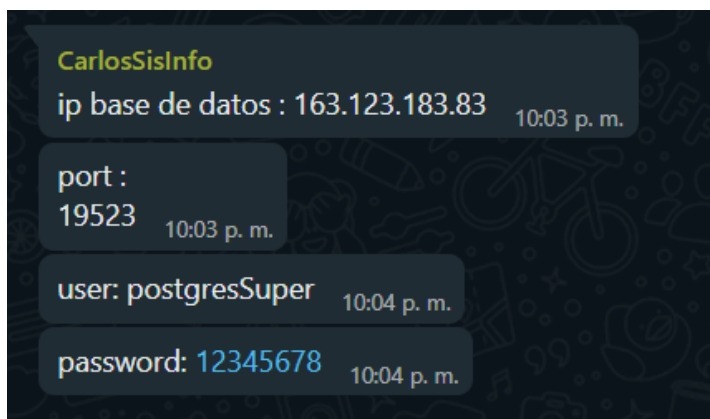 CarlosSisInfo
ip base de datos : 163.123.183.83
10:03 p. m.
port :
19523
10:03 p. m.
user: postgresSuper
10:04 p. m.
password: 12345678
10:04 p. m.